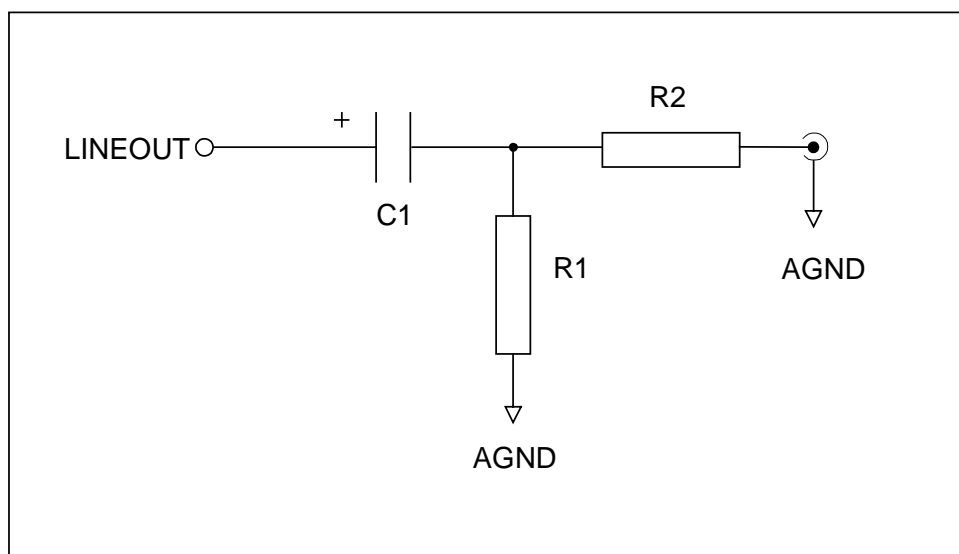 R2
+
LINEOUT
C1
R1
AGND
AGND